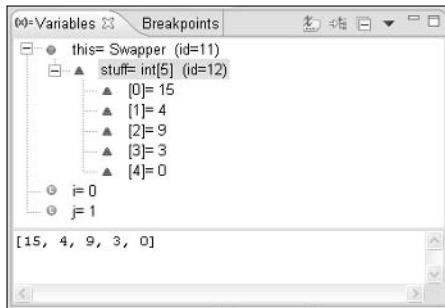 (x)= Variables Breakpoints
this= Swapper (id=11)
stuff= int[5] (id=12)
[0]= 15
[1]= 4
[2]= 9
[3]= 3
[4]= 0
i= 0
j= 1
[15, 4, 9, 3, 0]